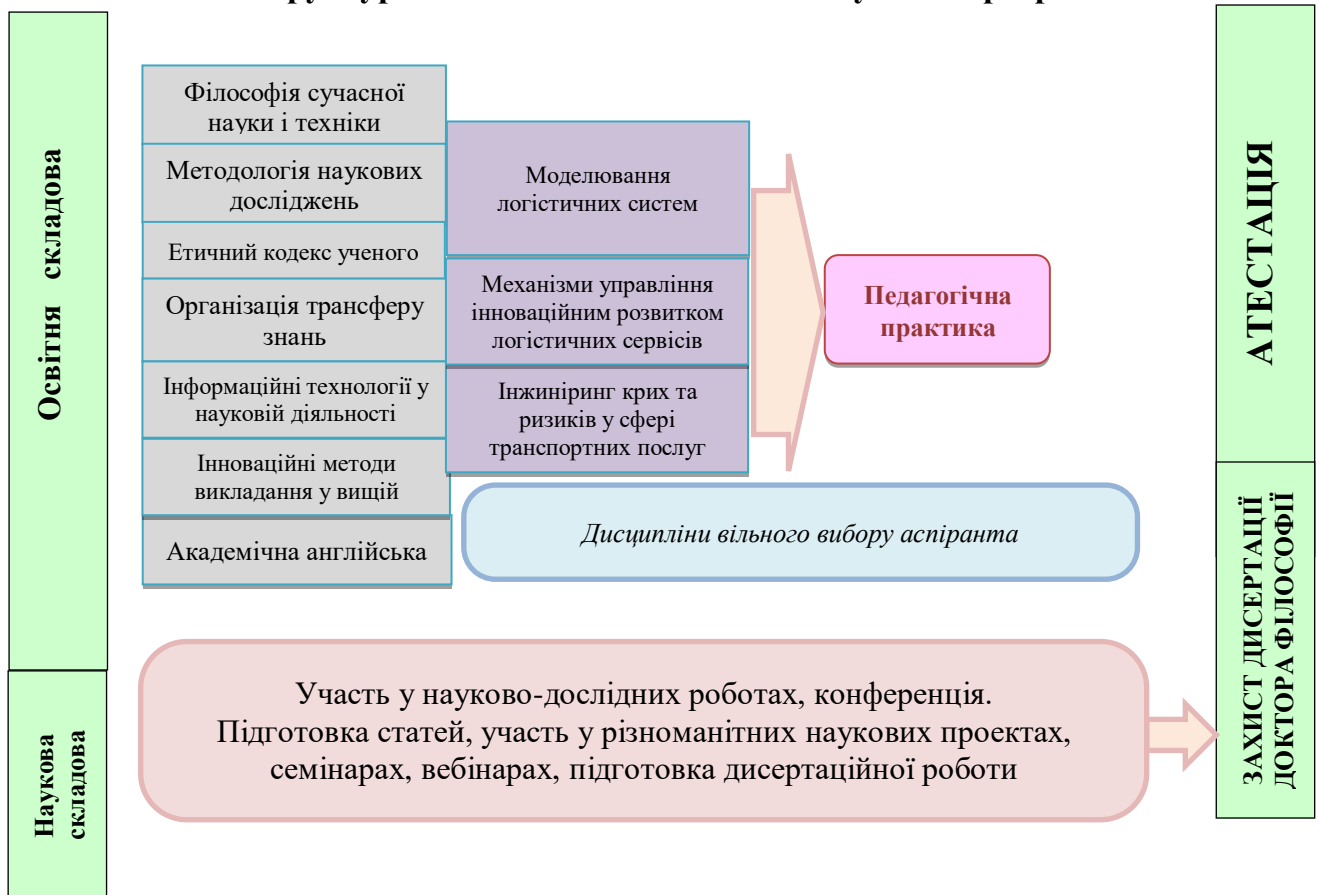 Освітня складова
Філософія сучасної
науки і техніки
Методологія наукових
досліджень
Етичний кодекс ученого
Організація трансферу
знань
Інформаційні технології у
науковій діяльності
Інноваційні методи
викладання у вищій
Академічна англійська
Моделювання
логістичних систем
Механізми управління
інноваційним розвитком
логістичних сервісів
Інжиніринг крих та
ризиків у сфері
транспортних послуг
Педагогічна
практика
Дисципліни вільного вибору аспіранта
АТЕСТАЦІЯ
Наукова
складова
Участь у науково-дослідних роботах, конференція.
Підготовка статей, участь у різноманітних наукових проектах,
семінарах, вебінарах, підготовка дисертаційної роботи
ЗАХИСТ ДИСЕРТАЦІЇ
ДОКТОРА ФІЛОСОФІЇ